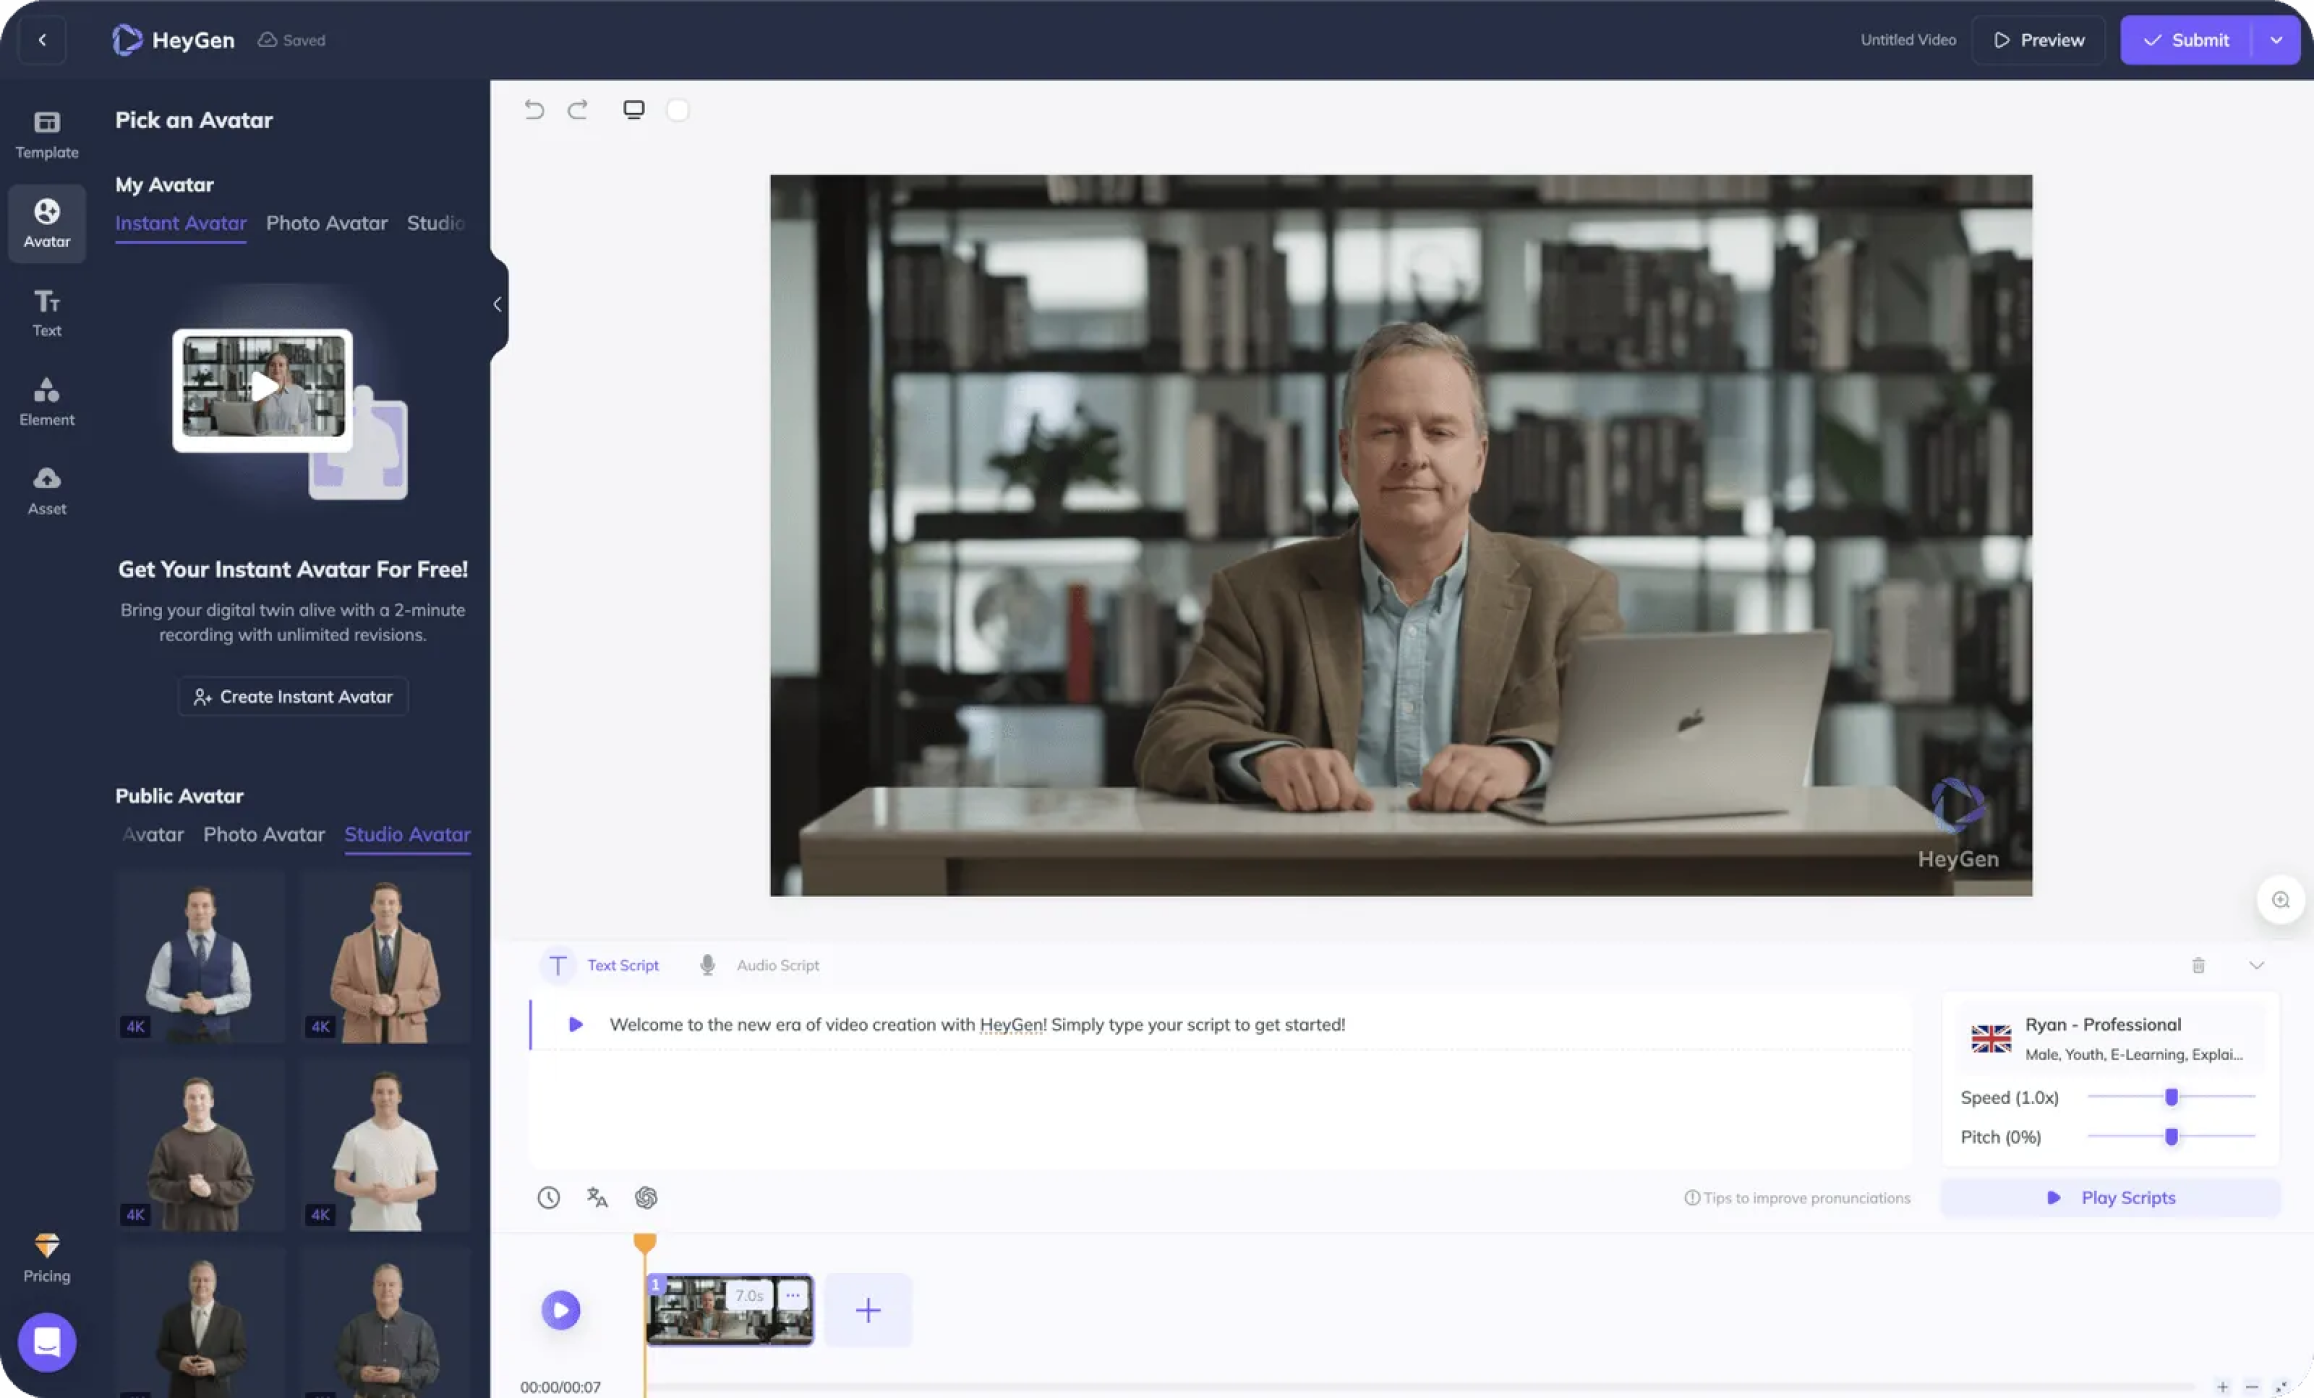 HeyGen
Saved
Untitled Video
Preview
Submit
Template
Avatar
Text
Element
Asset
Pricing
Pick an Avatar
My Avatar
Instant Avatar
Photo Avatar
Studio
Get Your Instant Avatar For Free!
Bring your digital twin alive with a 2-minute
recording with unlimited revisions.
Create Instant Avatar
Public Avatar
Avatar
Photo Avatar
Studio Avatar
4K
4K
4K
4K
HeyGen
Text Script
Audio Script
Welcome to the new era of video creation with HeyGen! Simply type your script to get started!
Ryan - Professional
Male, Youth, E-Learning, Explai...
Speed (1.0x)
Pitch (0%)
Tips to improve pronunciations
Play Scripts
1
7.0s
00:00/00:07